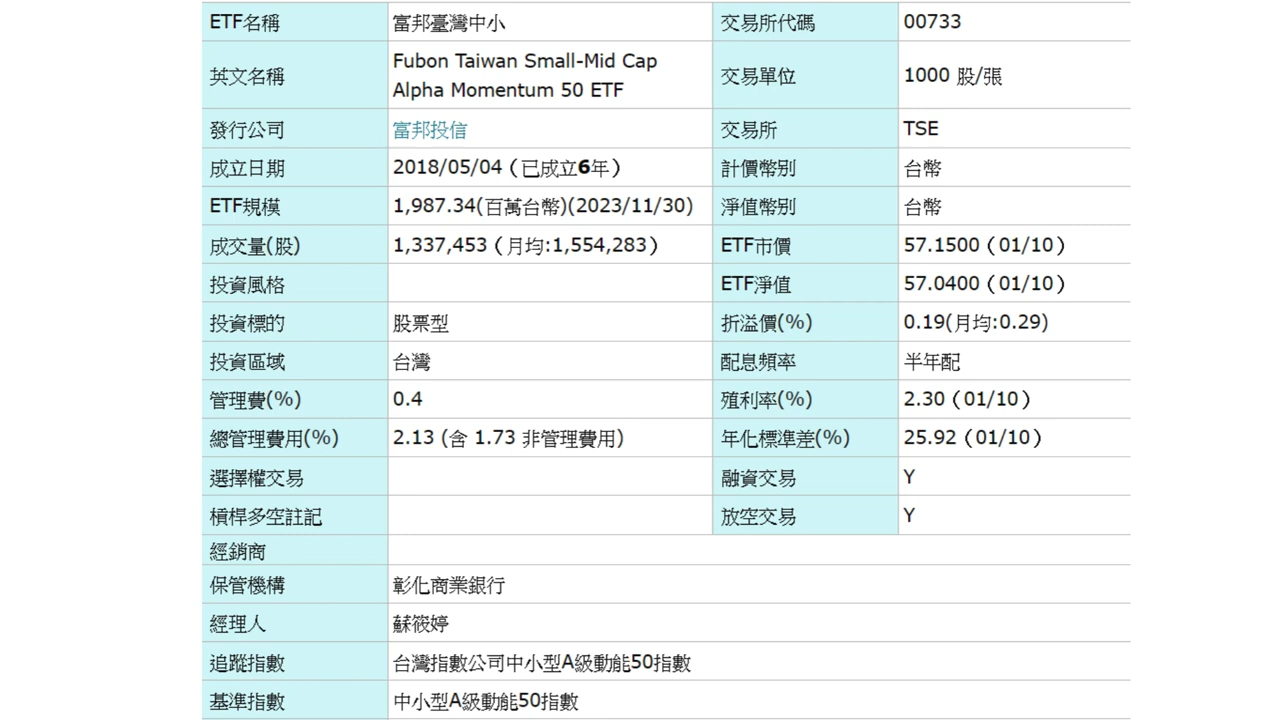 ETF名稱 富邦臺灣中小 交易所代碼 00733
英文名稱 Fubon Taiwan Small-Mid Cap
Alpha Momentum 50 ETF 交易單位 1000 股/張
發行公司 富邦投信 交易所 TSE
成立日期 2018/05/04（已成立6年） 計價幣別 台幣
ETF規模 1,987.34(百萬台幣)(2023/11/30) 淨值幣別 台幣
成交量(股) 1,337,453（月均:1,554,283） ETF市價 57.1500（01/10）
投資風格 ETF淨值 57.0400（01/10）
投資標的 股票型 折溢價(%) 0.19(月均:0.29)
投資區域 台灣 配息頻率 半年配
管理費(%) 0.4 殖利率(%) 2.30（01/10）
總管理費用(%) 2.13 (含 1.73 非管理費用) 年化標準差(%) 25.92（01/10）
選擇權交易 融資交易 Y
槓桿多空註記 放空交易 Y
經銷商
保管機構 彰化商業銀行
經理人 蘇筱婷
追蹤指數 台灣指數公司中小型A級動能50指數
基準指數 中小型A級動能50指數